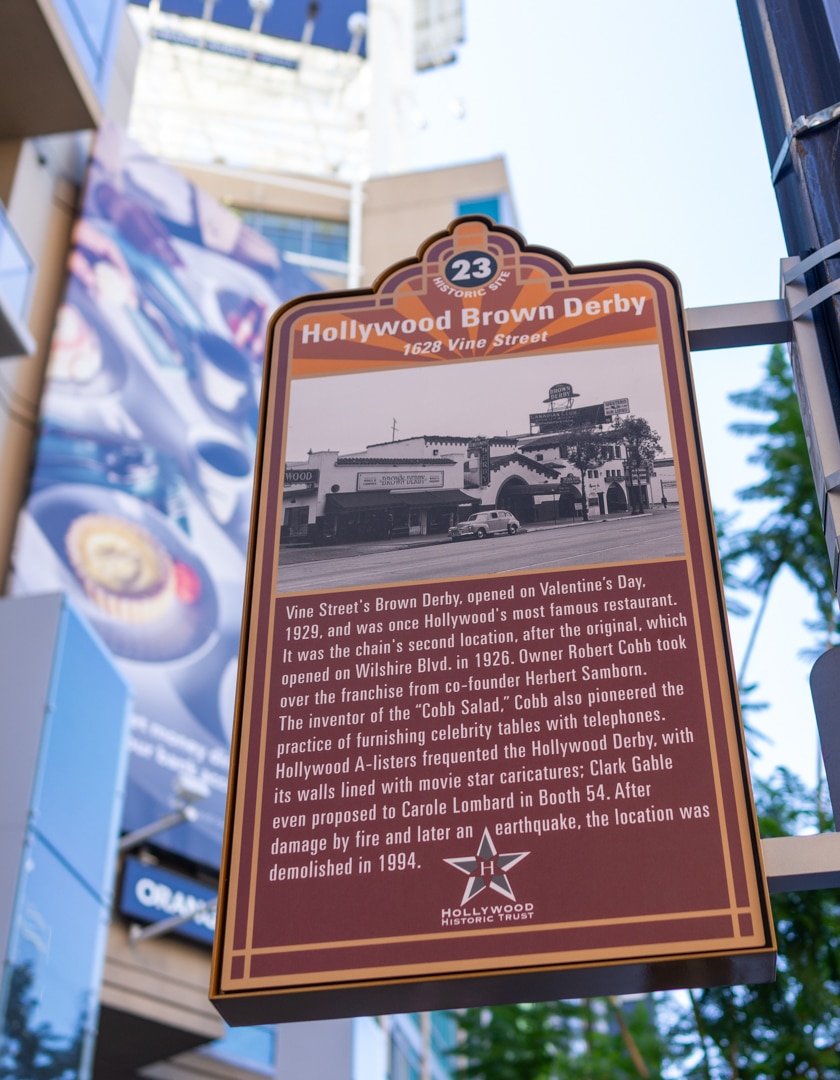 23
HISTORIC SITE
Hollywood Brown Derby
1628 Vine Street
BROWN DERBY
WOOD
Vine Street's Brown Derby, opened on Valentine's Day,
1929, and was once Hollywood's most famous restaurant.
It was the chain's second location, after the original, which
opened on Wilshire Blvd. in 1926. Owner Robert Cobb took
over the franchise from co-founder Herbert Samborn.
The inventor of the “Cobb Salad,” Cobb also pioneered the
practice of furnishing celebrity tables with telephones.
Hollywood A-listers frequented the Hollywood Derby, with
its walls lined with movie star caricatures; Clark Gable
even proposed to Carole Lombard in Booth 54. After
damage by fire and later an earthquake, the location was
demolished in 1994.
H
HOLLYWOOD
HISTORIC TRUST
ORAN